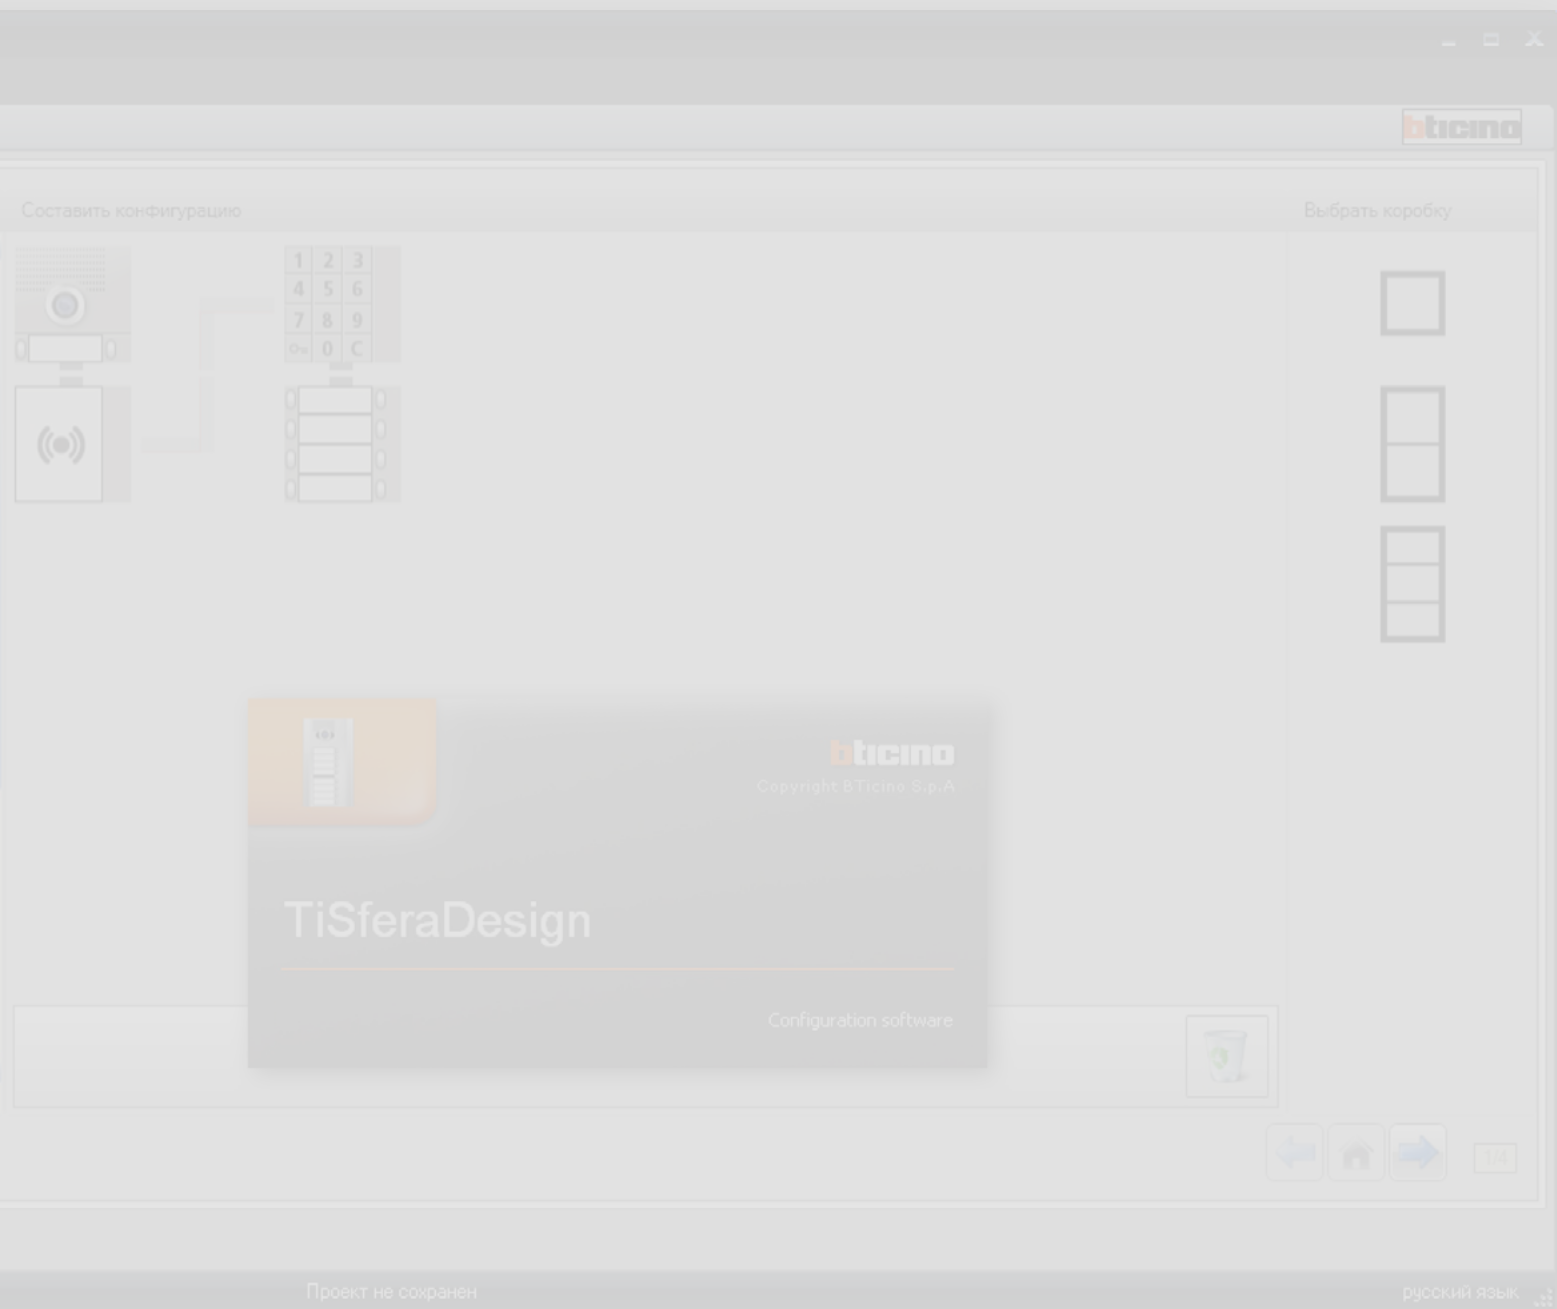 bticino
Составить конфигурацию
Выбрать коробку
1 2 3
4 5 6
7 8 9
0 C
bticino
Copyright BTicino S.p.A
TiSferaDesign
Configuration software
1/4
Проект не сохранен
русский язык